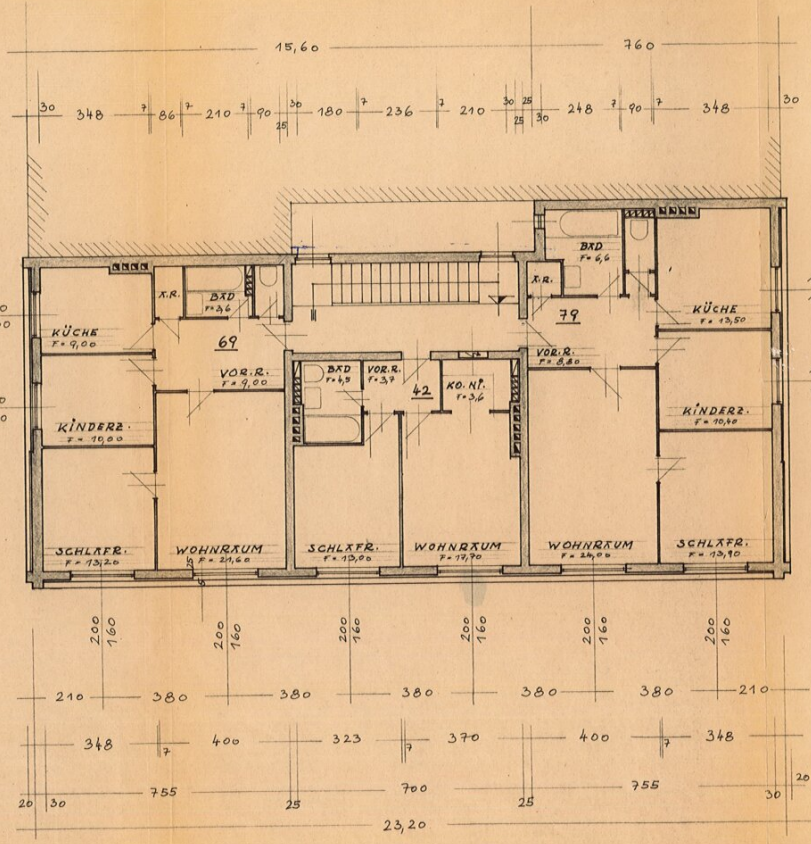 15,60 760
30 348 7 86 7 210 7 90 25 30 180 7 236 7 210 30 25 25 30 248 7 90 7 348 30
BAD
F= 6,6
A.R.
BAD
F= 3,6
A.R.
KÜCHE
F= 9,00
KÜCHE
F= 13,50
69
79
VOR.R.
F= 9,00
BAD
F= 4,5
VOR.R.
F= 3,7
42
KO.NI.
F= 3,6
VOR.R.
F= 8,80
KINDERZ.
F= 10,00
KINDERZ.
F= 10,40
SCHLAFR.
F= 13,20
WOHNRAUM
F= 21,60
SCHLAFR.
F= 13,00
WOHNRAUM
F= 17,70
WOHNRAUM
F= 24,00
SCHLAFR.
F= 13,90
25
200 160 200 160 200 160 200 160 200 160 200 160
210 380 380 380 380 380 210
348 7 400 323 7 370 400 7 348
20 30 755 25 700 25 755 30 20
23,20